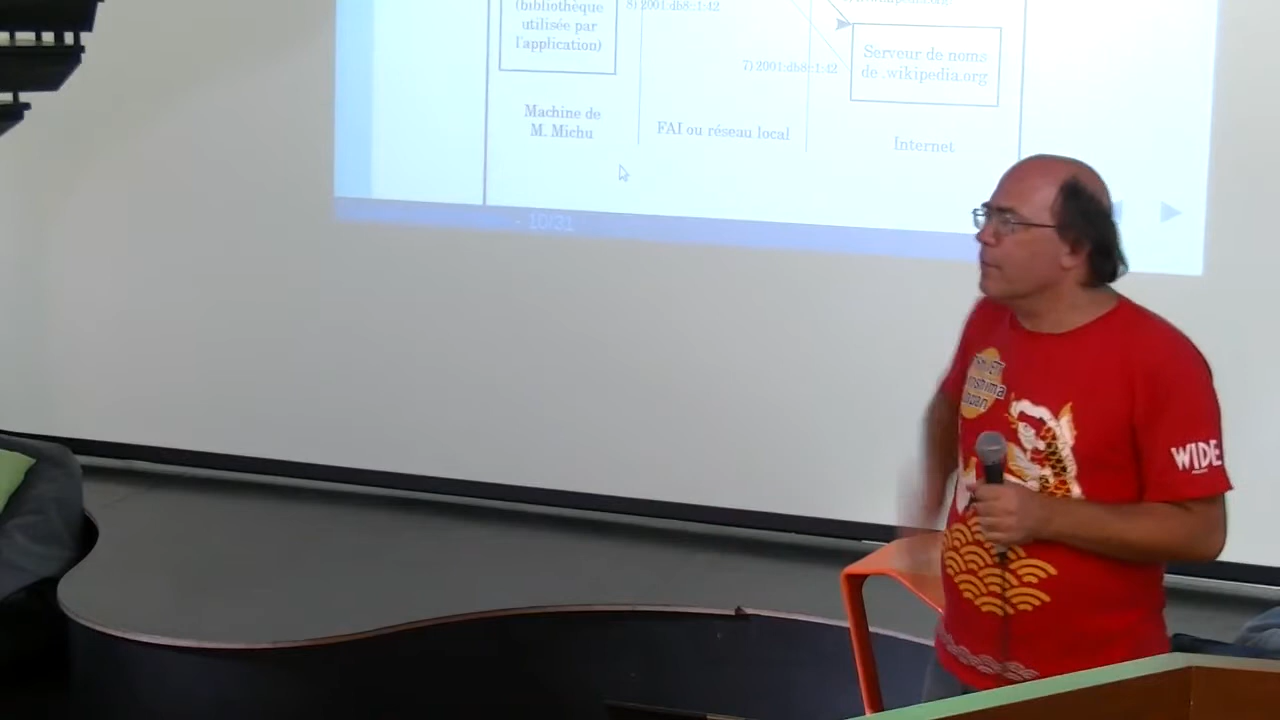 (bibliothèque
utilisée par
l'application)
8) 2001:db8::1:42
7) 2001:db8::1:42
Serveur de noms
de .wikipedia.org
Machine de
M. Michu
FAI ou réseau local
Internet
10/31
WIDE